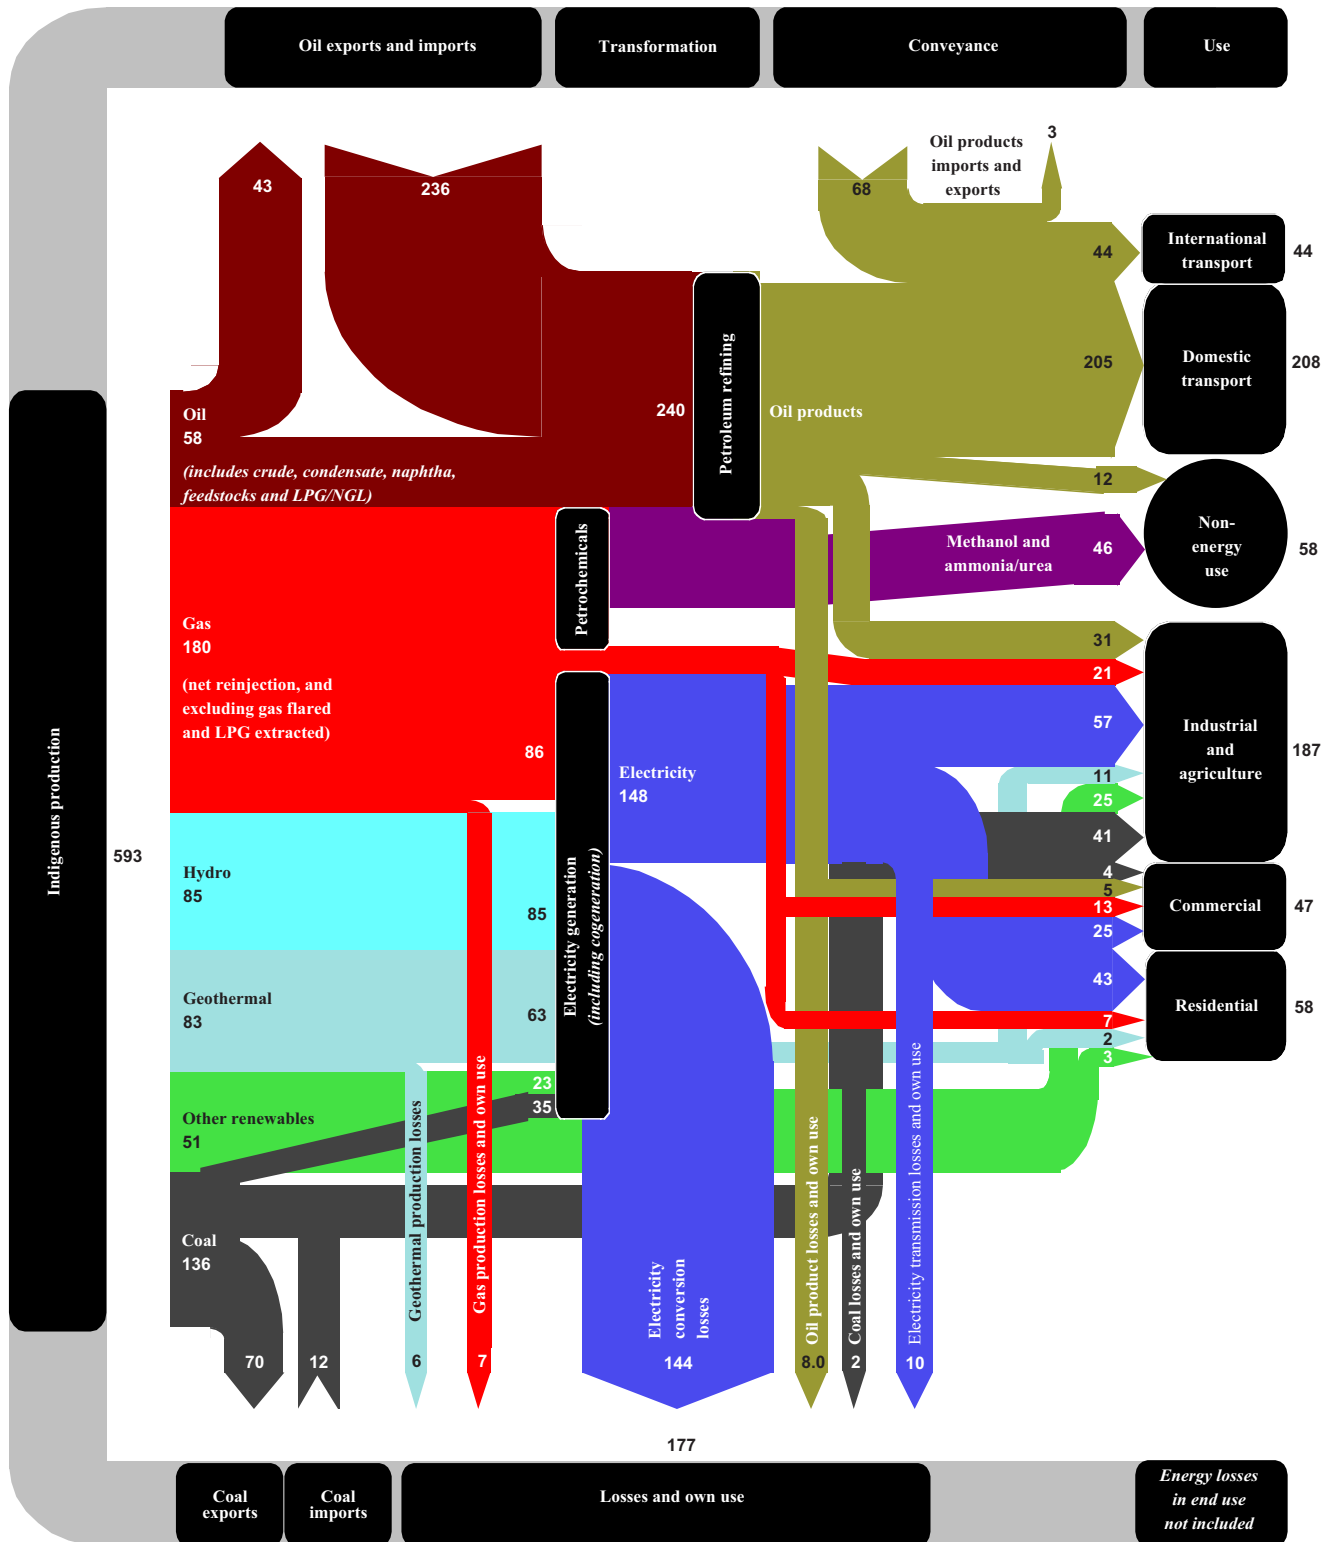 Oil exports and imports
Transformation
Conveyance
Use
43
236
68
Oil products
imports and
exports
3
44
International
transport
44
205
Domestic
transport
208
Oil
58
(includes crude, condensate, naphtha,
feedstocks and LPG/NGL)
240
Petroleum refining
Oil products
12
Non-
energy
use
58
Petrochemicals
Methanol and
ammonia/urea
46
Gas
180
(net reinjection, and
excluding gas flared
and LPG extracted)
86
31
21
57
11
25
41
Industrial
and
agriculture
187
Electricity
148
Indigenous production
593
Hydro
85
85
Electricity generation
(including cogeneration)
4
5
13
25
Commercial
47
Geothermal
83
63
43
7
2
3
Residential
58
Other renewables
51
23
35
Coal
136
70
12
Geothermal production losses
6
Gas production losses and own use
7
Electricity
conversion
losses
144
Oil product losses and own use
8.0
Coal losses and own use
2
Electricity transmission losses and own use
10
177
Coal
exports
Coal
imports
Losses and own use
Energy losses
in end use
not included